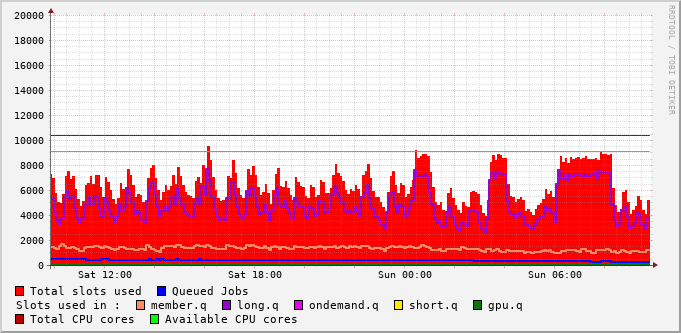 RRDTOOL / TOBI OETIKER
20000
18000
16000
14000
12000
10000
8000
6000
4000
2000
0
Sat 12:00 Sat 18:00 Sun 00:00 Sun 06:00
Total slots used Queued Jobs
Slots used in : member.q long.q ondemand.q short.q gpu.q
Total CPU cores Available CPU cores